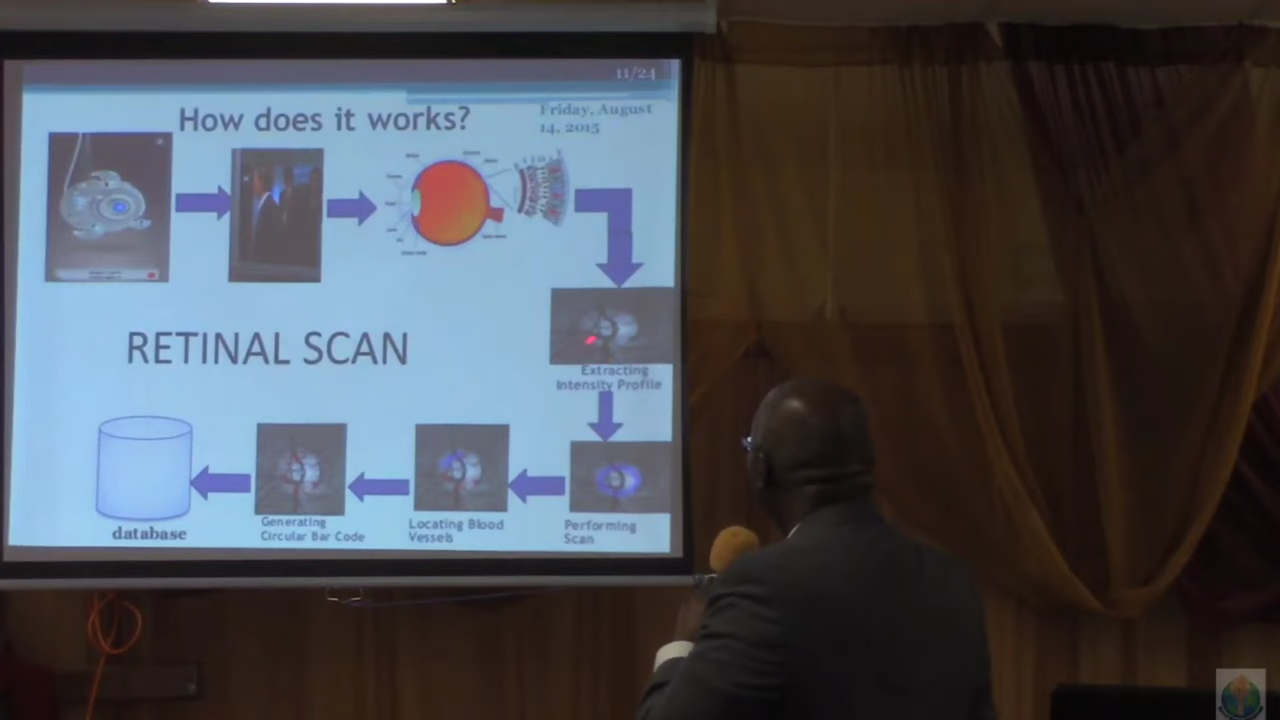 11/24
How does it works?
Friday, August
14, 2015
RETINAL SCAN
Extracting
Intensity Profile
Performing
Scan
Locating Blood
Vessels
Generating
Circular Bar Code
database